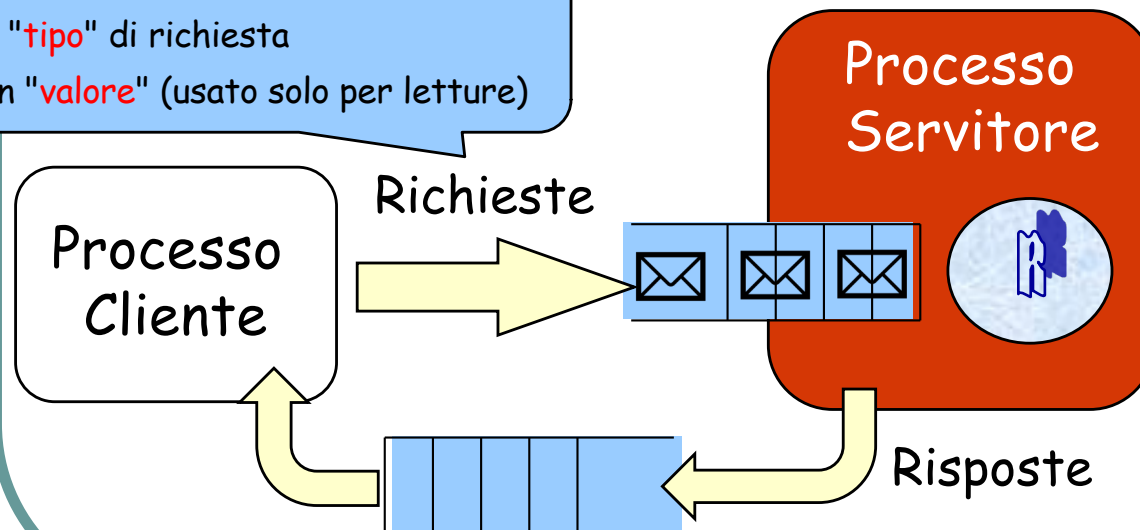 "tipo" di richiesta
n "valore" (usato solo per letture)
Processo
Servitore
Richieste
Processo
Cliente
R
Risposte